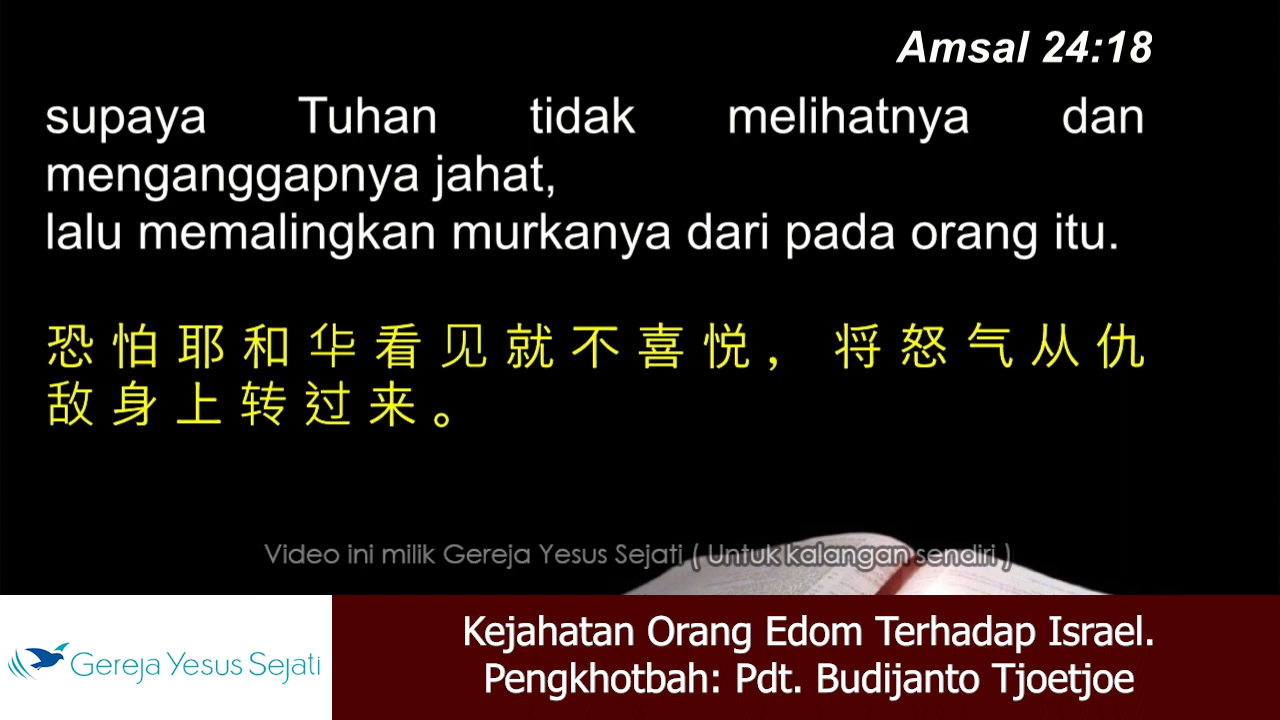 Amsal 24:18
supaya Tuhan tidak melihatnya dan
menganggapnya jahat,
lalu memalingkan murkanya dari pada orang itu.
恐怕耶和华看见就不喜悦，将怒气从仇
敌身上转过来。
Video ini milik Gereja Yesus Sejati ( Untuk kalangan sendiri )
Gereja Yesus Sejati
Kejahatan Orang Edom Terhadap Israel.
Pengkhotbah: Pdt. Budijanto Tjoetjoe